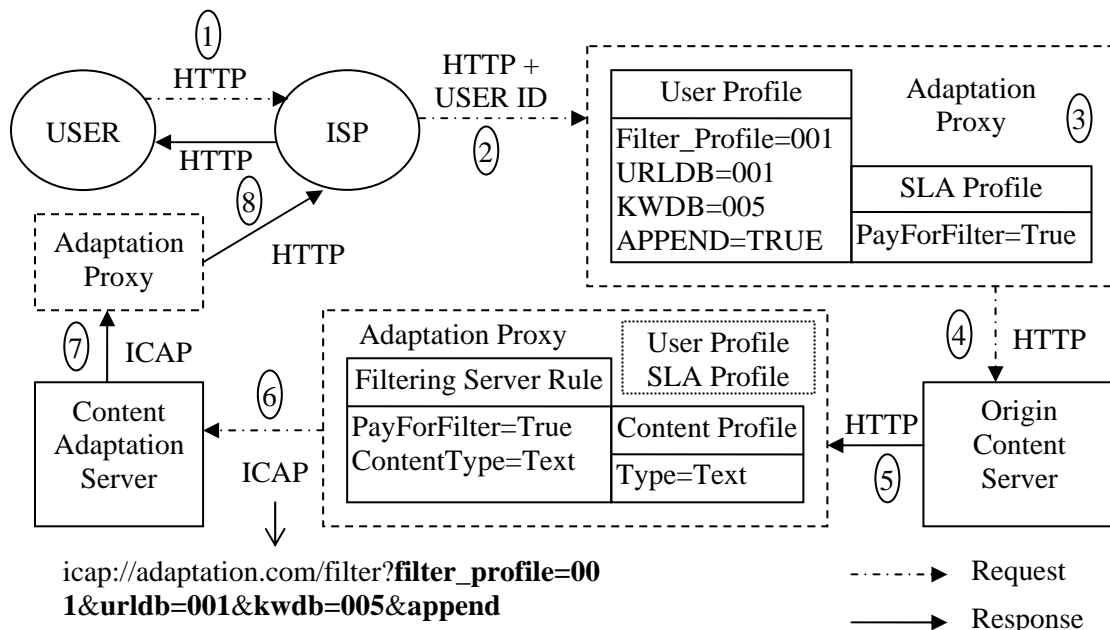 1
HTTP
USER
ISP
HTTP
8
HTTP +
USER ID
2
User Profile
Filter_Profile=001
URLDB=001
KWDB=005
APPEND=TRUE
Adaptation
Proxy
3
SLA Profile
PayForFilter=True
Adaptation
Proxy
HTTP
7
ICAP
4
HTTP
Adaptation Proxy
User Profile
SLA Profile
Filtering Server Rule
PayForFilter=True
ContentType=Text
Content Profile
Type=Text
6
ICAP
Content
Adaptation
Server
HTTP
5
Origin
Content
Server
icap://adaptation.com/filter?filter_profile=00
1&urldb=001&kwdb=005&append
Request
Response